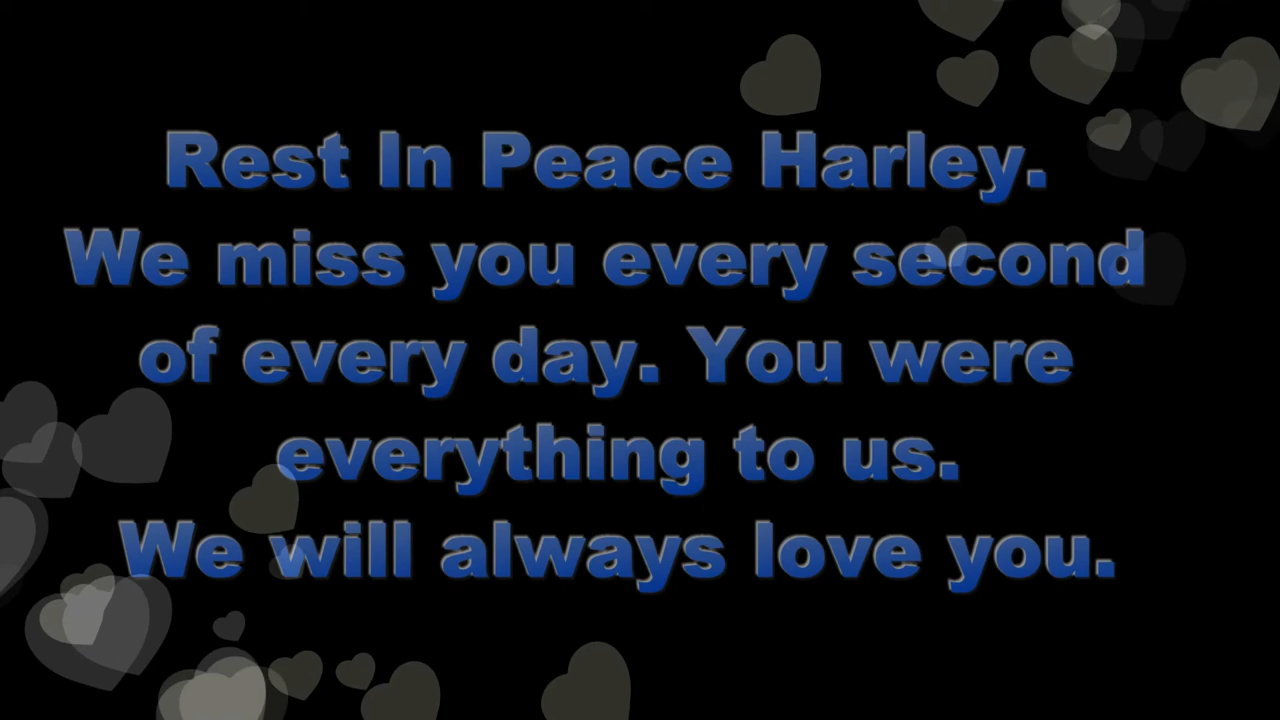 Rest In Peace Harley.
We miss you every second
of every day. You were
everything to us.
We will always love you.